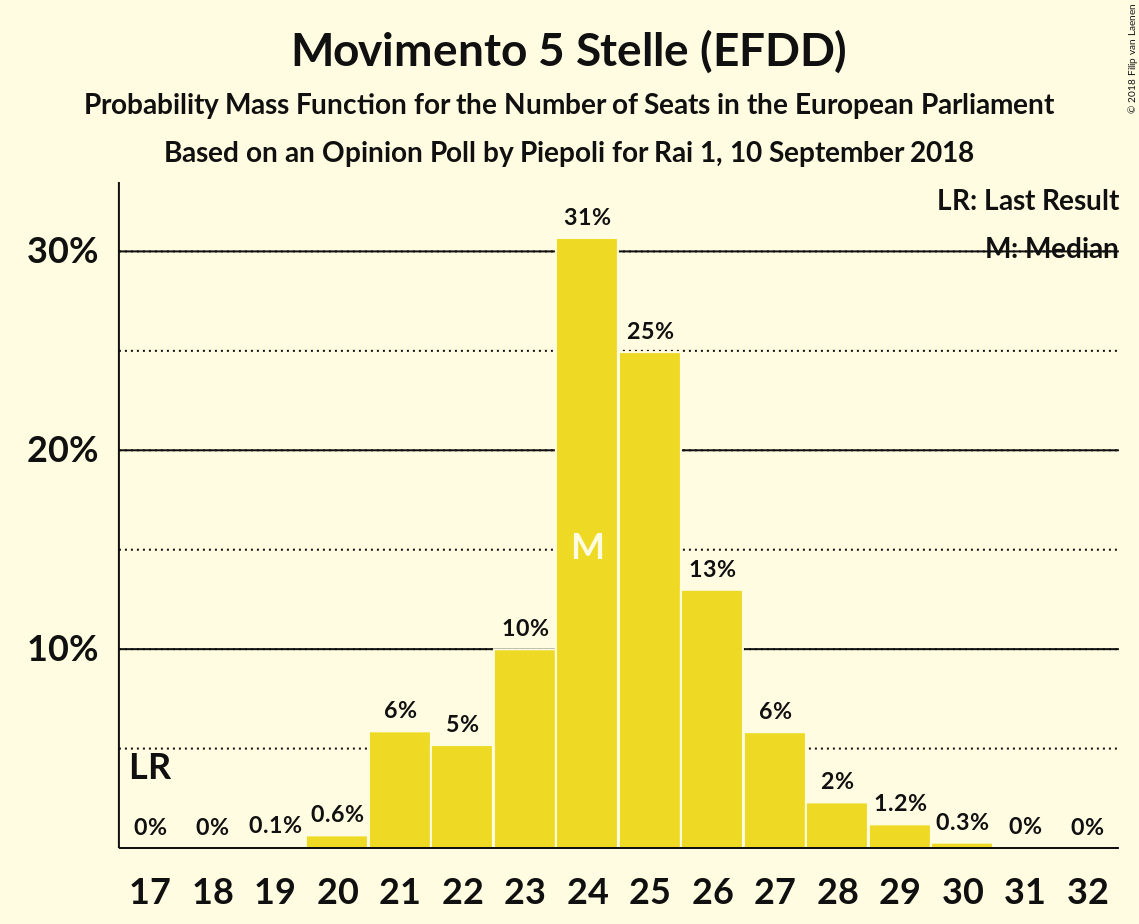 Movimento 5 Stelle (EFDD)
Probability Mass Function for the Number of Seats in the European Parliament
Based on an Opinion Poll by Piepoli for Rai 1, 10 September 2018
© 2018 Filip van Laenen
LR: Last Result
M: Median
30%
20%
10%
31%
25%
M
13%
10%
6%
5%
6%
LR
2%
0%
0%
0.1%
0.6%
1.2%
0.3%
0%
0%
17 18 19 20 21 22 23 24 25 26 27 28 29 30 31 32